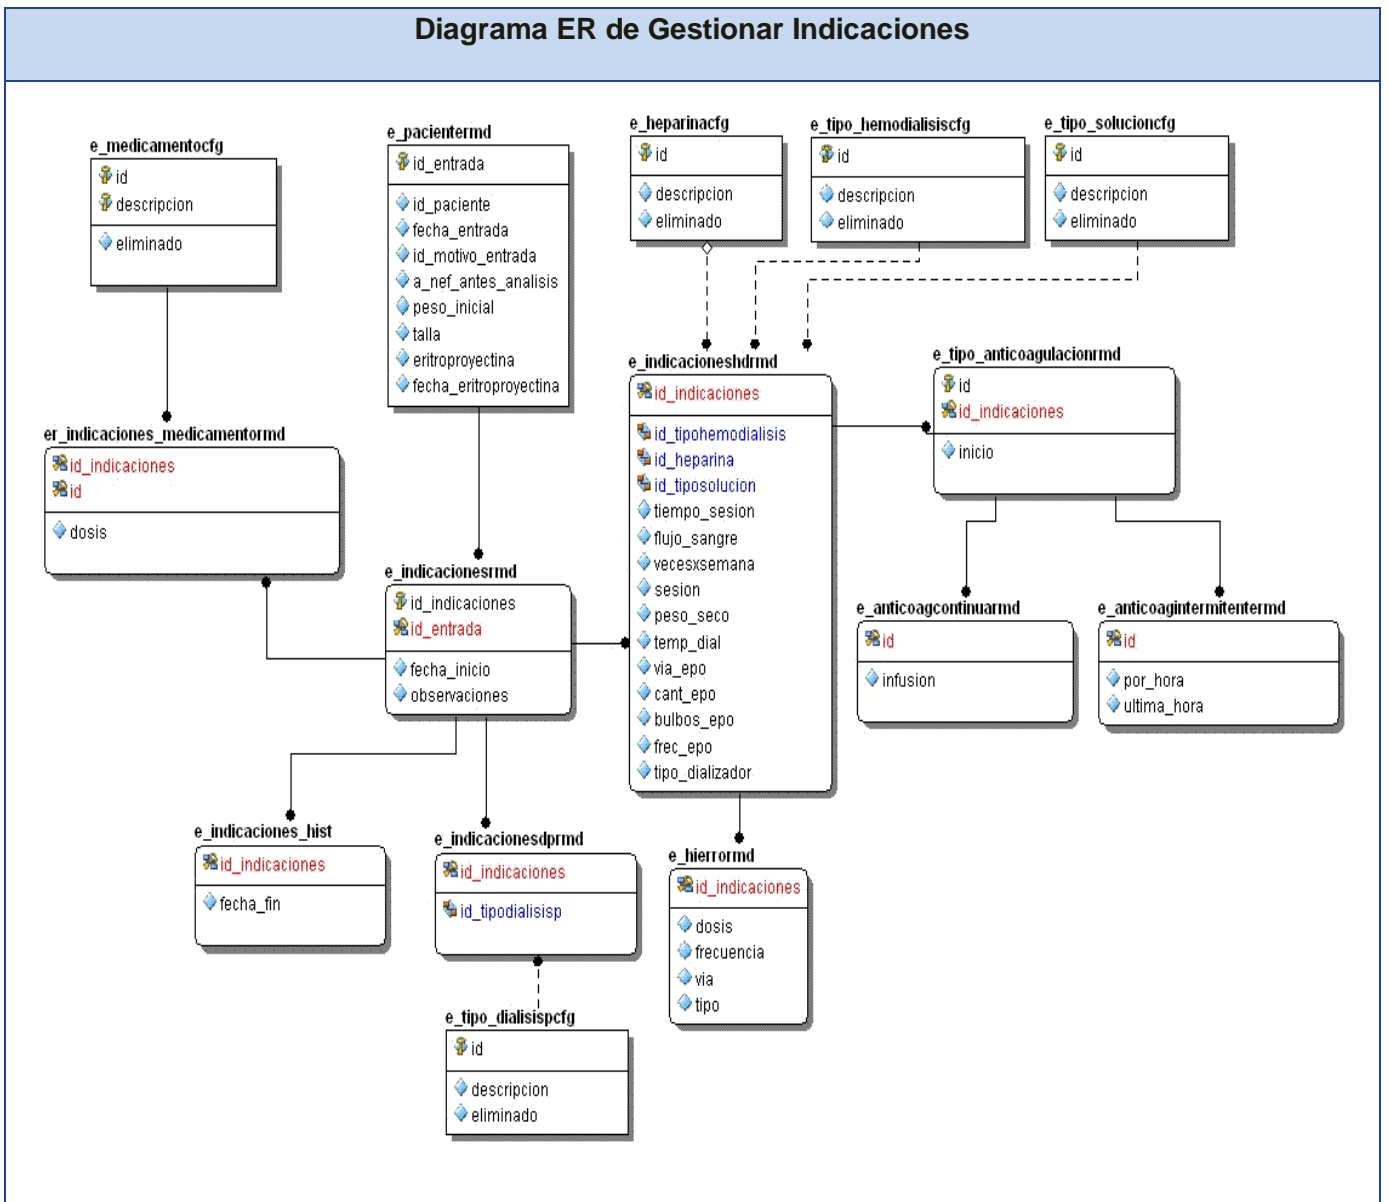 Diagrama ER de Gestionar Indicaciones
e_medicamentocfg
id
descripcion
eliminado
e_pacientermd
id_entrada
id_paciente
fecha_entrada
id_motivo_entrada
a_nef_antes_analisis
peso_inicial
talla
eritroproyectina
fecha_eritroproyectina
e_heparinacfg
id
descripcion
eliminado
e_tipo_hemodialisiscfg
id
descripcion
eliminado
e_tipo_solucioncfg
id
descripcion
eliminado
er_indicaciones_medicamentormd
id_indicaciones
id
dosis
e_indicacionesrmd
id_indicaciones
id_entrada
fecha_inicio
observaciones
e_indicacioneshdrmd
id_indicaciones
id_tipohemodialisis
id_heparina
id_tiposolucion
tiempo_sesion
flujo_sangre
vecesxsemana
sesion
peso_seco
temp_dial
via_epo
cant_epo
bulbos_epo
frec_epo
tipo_dializador
e_tipo_anticoagulacionrmd
id
id_indicaciones
inicio
e_anticoagcontinuarmd
id
infusion
e_anticoagintermitentermd
id
por_hora
ultima_hora
e_indicaciones_hist
id_indicaciones
fecha_fin
e_indicacionesdprmd
id_indicaciones
id_tipodialisisp
e_hierrormd
id_indicaciones
dosis
frecuencia
via
tipo
e_tipo_dialisispcfg
id
descripcion
eliminado